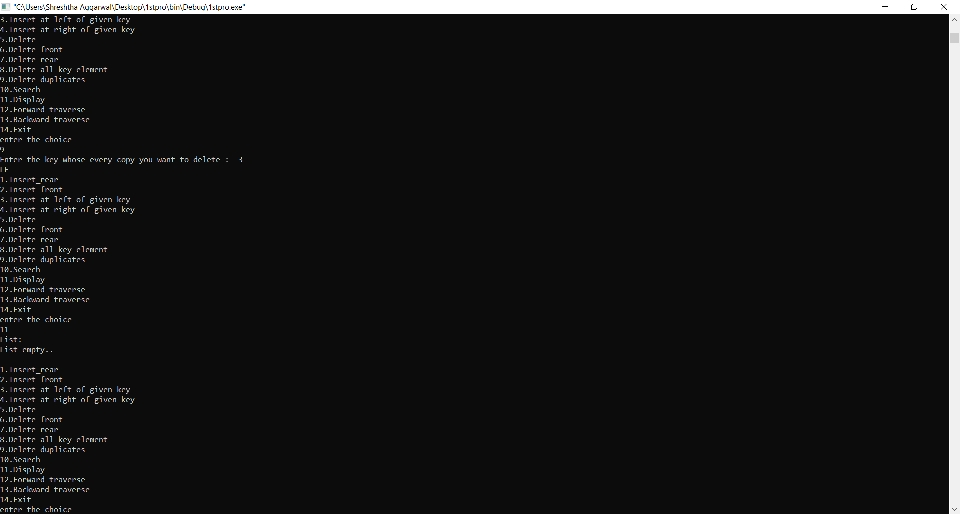 "C:\Users\Shreshtha Aggarwal\Desktop\1stpro\bin\Debug\1stpro.exe"
3.Insert at left of given key
4.Insert at right of given key
5.Delete
6.Delete front
7.Delete rear
8.Delete all key element
9.Delete duplicates
10.Search
11.Display
12.Forward traverse
13.Backward traverse
14.Exit
enter the choice
9
Enter the key whose every copy you want to delete : 3
1.Insert_rear
2.Insert front
3.Insert at left of given key
4.Insert at right of given key
5.Delete
6.Delete front
7.Delete rear
8.Delete all key element
9.Delete duplicates
10.Search
11.Display
12.Forward traverse
13.Backward traverse
14.Exit
enter the choice
11
List:
List empty..
1.Insert_rear
2.Insert front
3.Insert at left of given key
4.Insert at right of given key
5.Delete
6.Delete front
7.Delete rear
8.Delete all key element
9.Delete duplicates
10.Search
11.Display
12.Forward traverse
13.Backward traverse
14.Exit
enter the choice